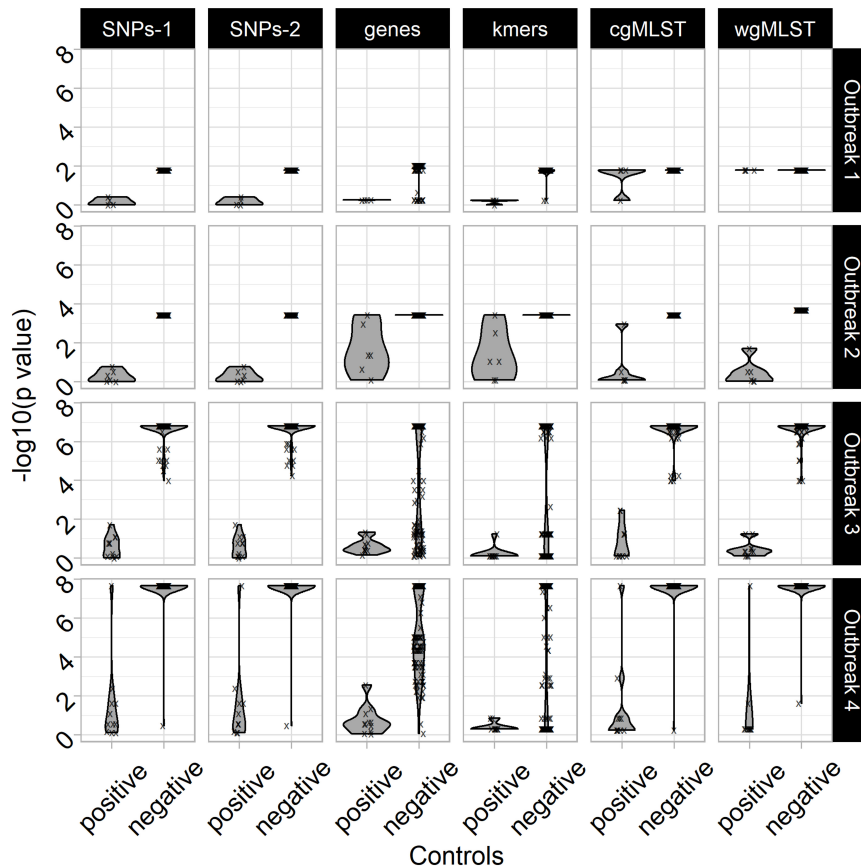 SNPs-1 SNPs-2 genes kmers cgMLST wgMLST
8
6
4
2
0
Outbreak 1
8
6
4
2
0
Outbreak 2
-log10(p value)
8
6
4
2
0
Outbreak 3
8
6
4
2
0
Outbreak 4
positive negative positive negative positive negative positive negative positive negative positive negative
Controls